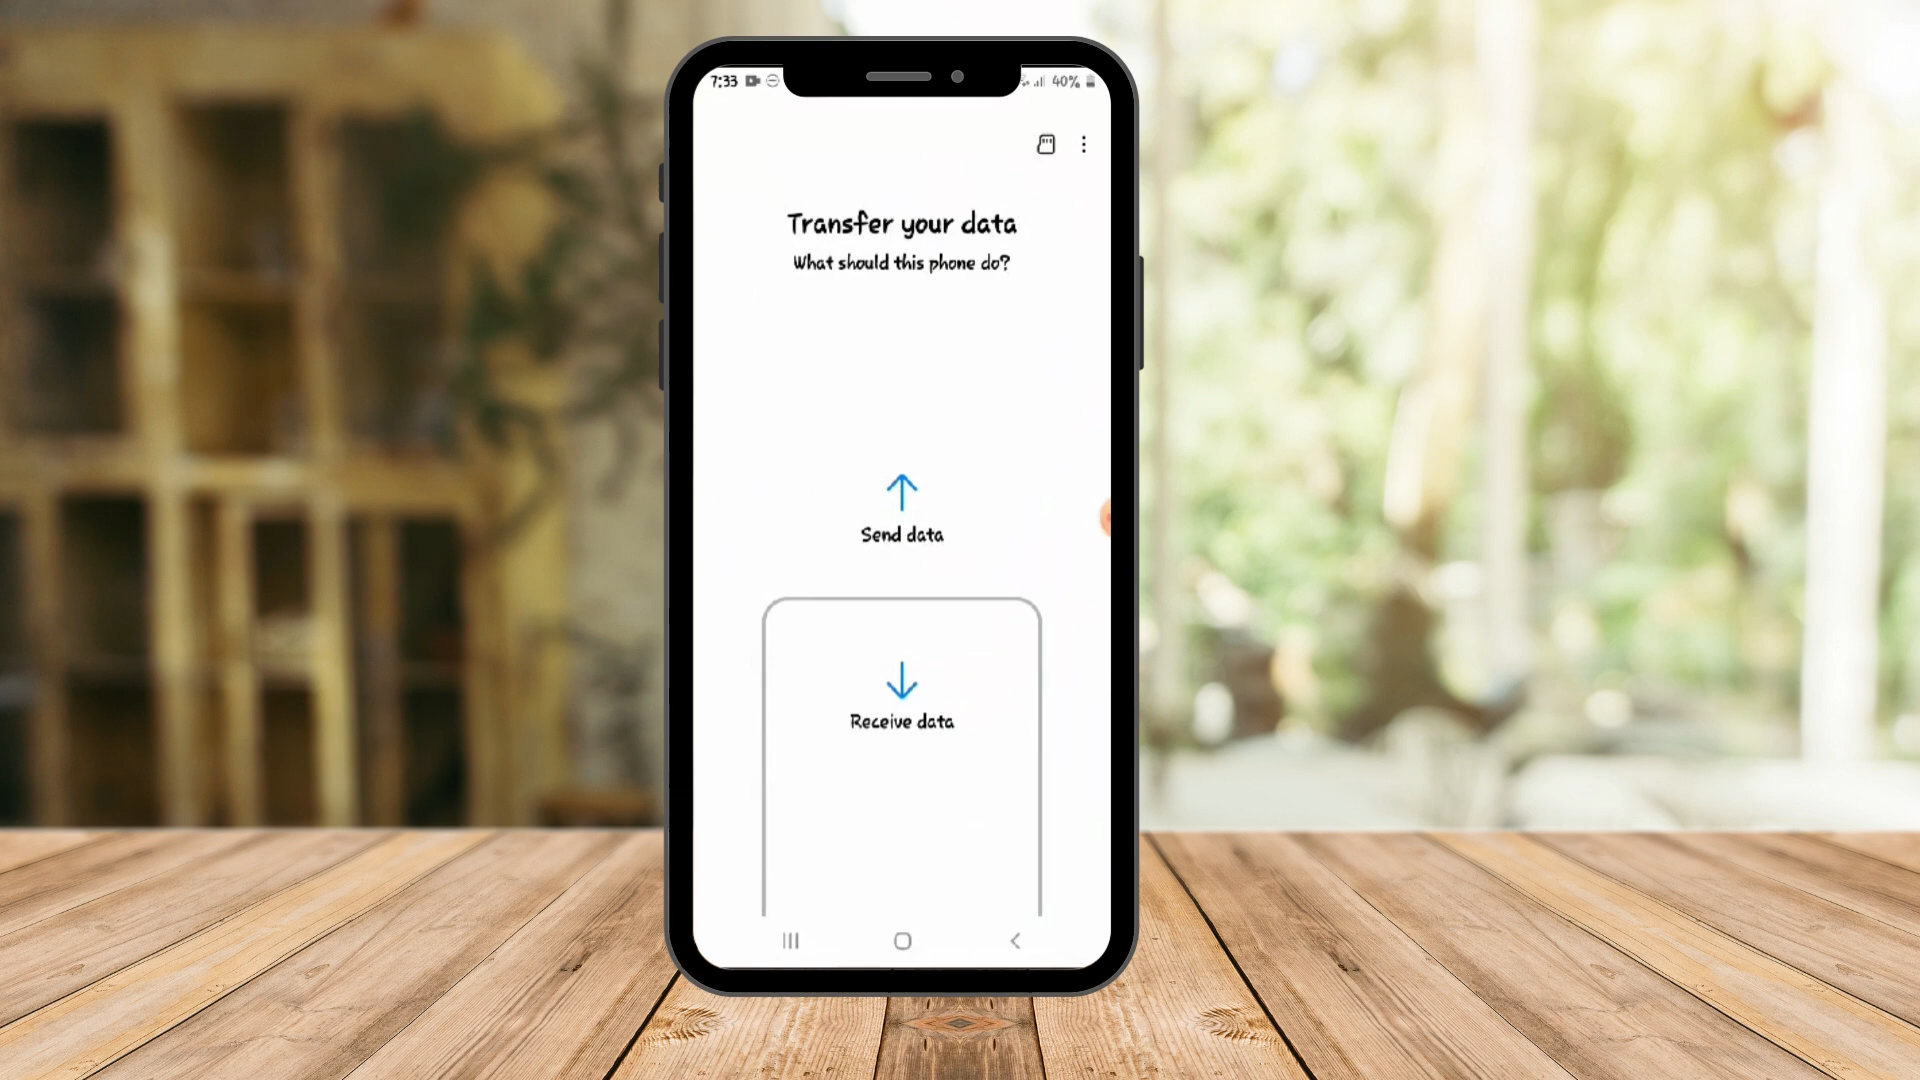 7:33 40%
Transfer your data
What should this phone do?
Send data
Receive data